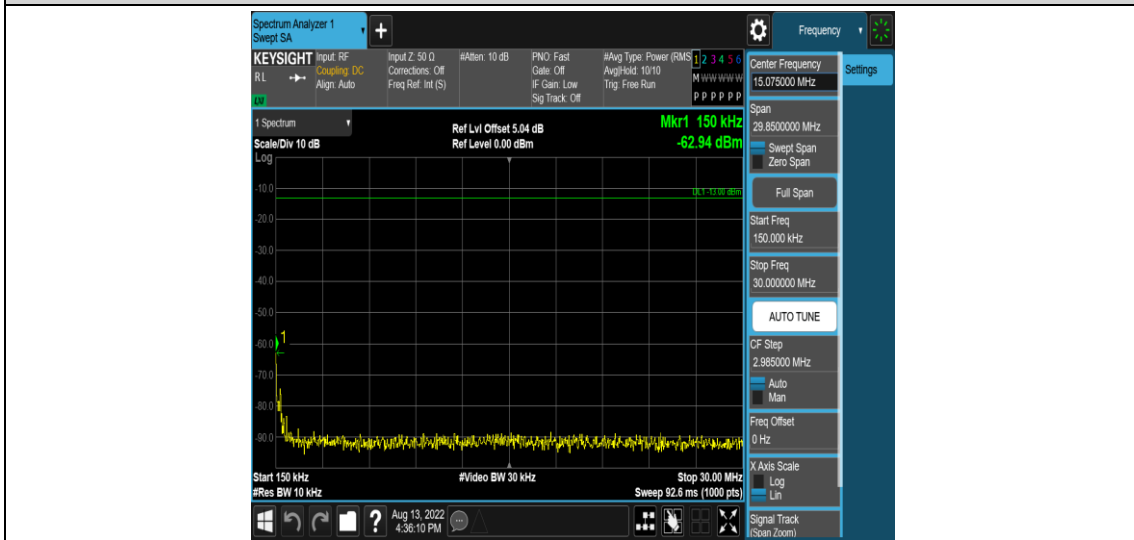 Spectrum Analyzer 1
Swept SA
+
Frequency
KEYSIGHT
RL
LXI
Input: RF
Coupling: DC
Align: Auto
Input Z: 50 Ω
Corrections: Off
Freq Ref: Int (S)
#Atten: 10 dB
PNO: Fast
Gate: Off
IF Gain: Low
Sig Track: Off
#Avg Type: Power (RMS
Avg|Hold: 10/10
Trig: Free Run
1 2 3 4 5 6
M W W W W W
P P P P P P
Center Frequency
15.075000 MHz
Settings
1 Spectrum
Scale/Div 10 dB
Log
Ref Lvl Offset 5.04 dB
Ref Level 0.00 dBm
Mkr1 150 kHz
-62.94 dBm
DL1 -13.00 dBm
-10.0
-20.0
-30.0
-40.0
-50.0
-60.0
-70.0
-80.0
-90.0
1
Start 150 kHz
#Res BW 10 kHz
#Video BW 30 kHz
Stop 30.00 MHz
Sweep 92.6 ms (1000 pts)
Span
29.8500000 MHz
Swept Span
Zero Span
Full Span
Start Freq
150.000 kHz
Stop Freq
30.000000 MHz
AUTO TUNE
CF Step
2.985000 MHz
Auto
Man
Freq Offset
0 Hz
X Axis Scale
Log
Lin
Signal Track
(Span Zoom)
?
Aug 13, 2022
4:36:10 PM